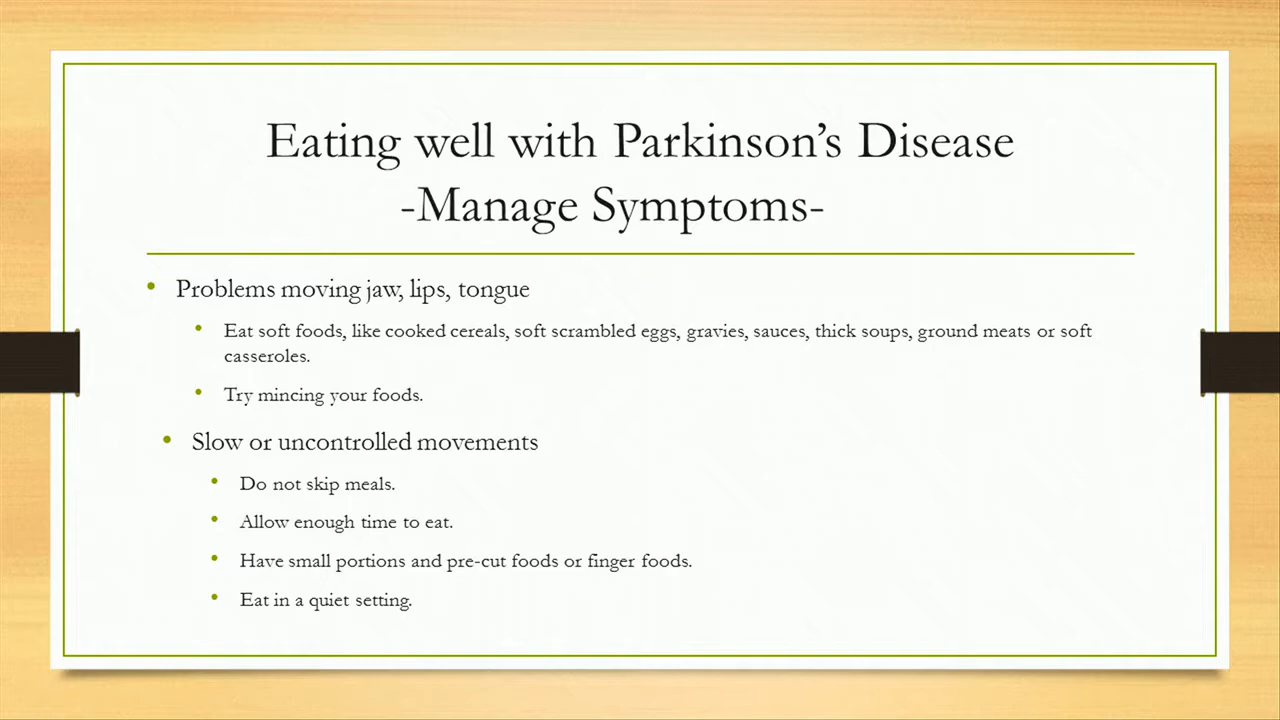 Eating well with Parkinson’s Disease
-Manage Symptoms-
• Problems moving jaw, lips, tongue
• Eat soft foods, like cooked cereals, soft scrambled eggs, gravies, sauces, thick soups, ground meats or soft
casseroles.
• Try mincing your foods.
• Slow or uncontrolled movements
• Do not skip meals.
• Allow enough time to eat.
• Have small portions and pre-cut foods or finger foods.
• Eat in a quiet setting.